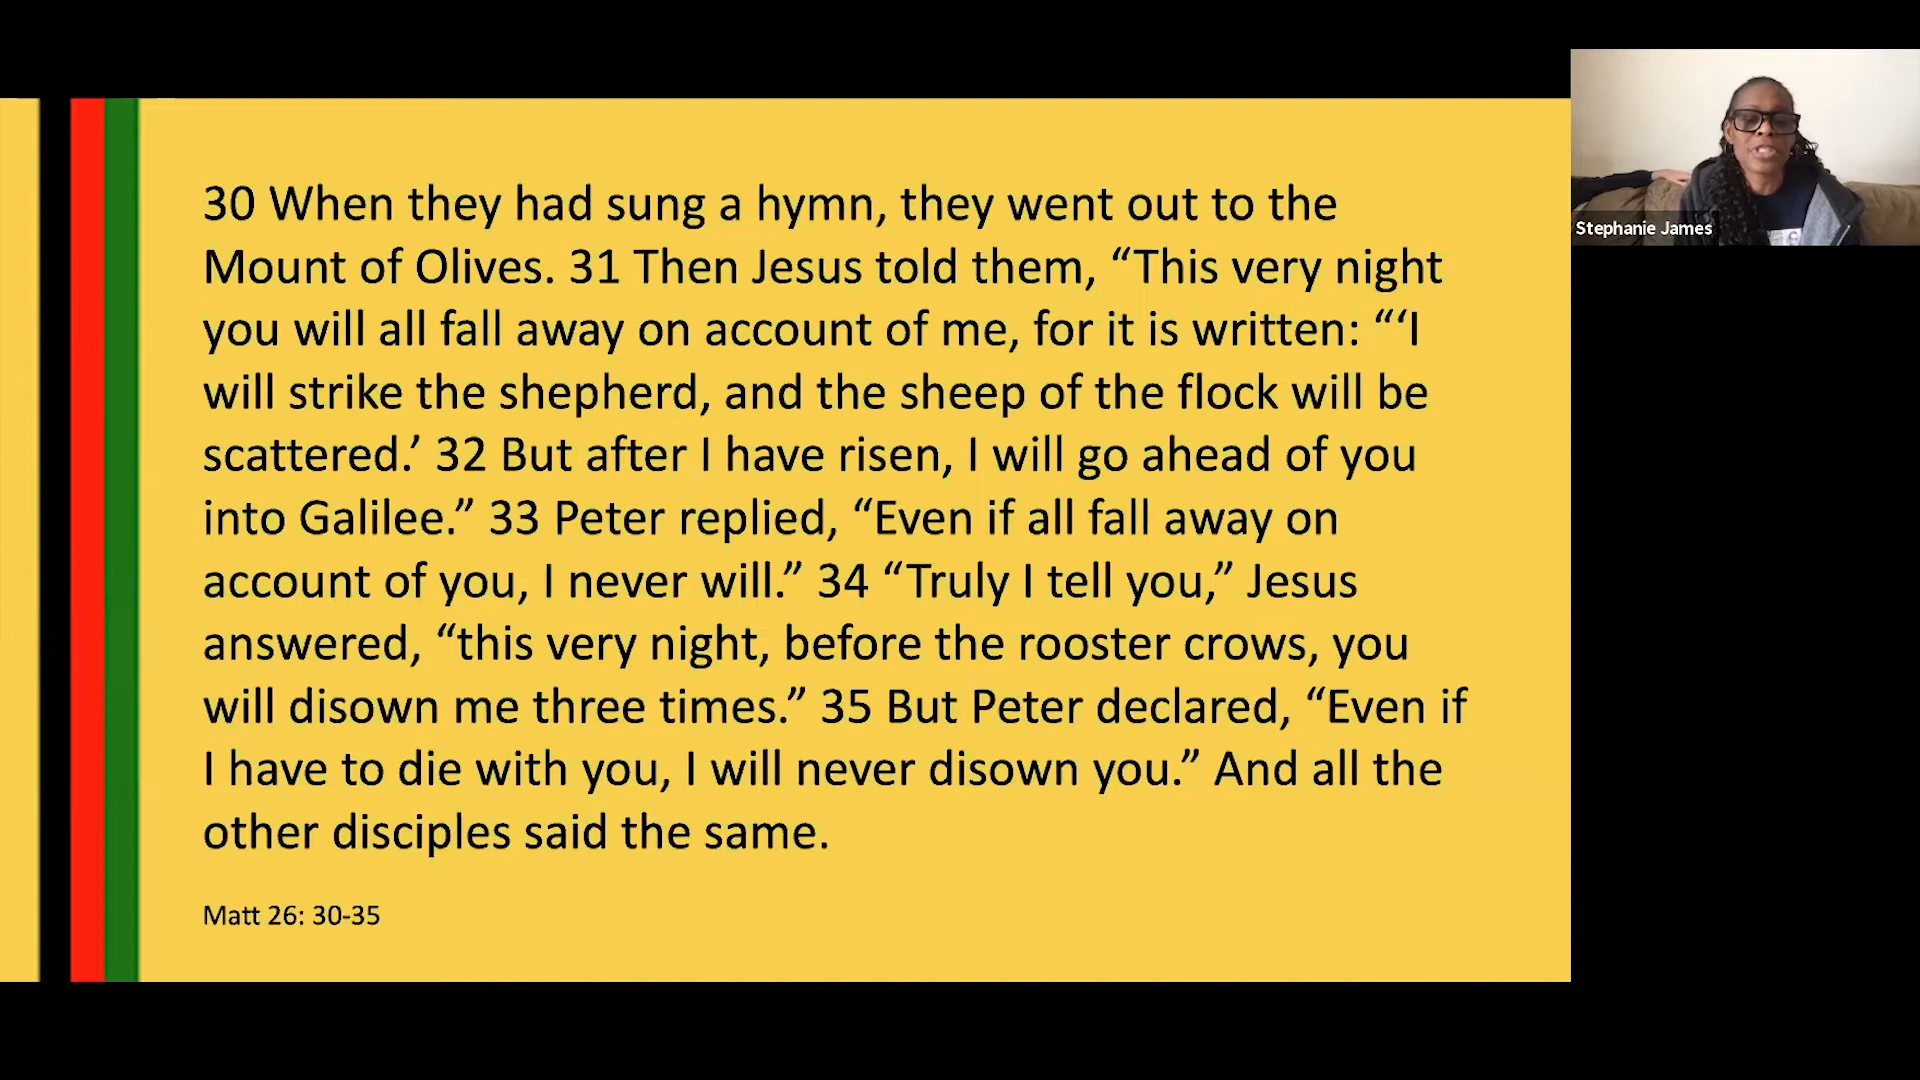 30 When they had sung a hymn, they went out to the
Mount of Olives. 31 Then Jesus told them, “This very night
you will all fall away on account of me, for it is written: “‘I
will strike the shepherd, and the sheep of the flock will be
scattered.’ 32 But after I have risen, I will go ahead of you
into Galilee.” 33 Peter replied, “Even if all fall away on
account of you, I never will.” 34 “Truly I tell you,” Jesus
answered, “this very night, before the rooster crows, you
will disown me three times.” 35 But Peter declared, “Even if
I have to die with you, I will never disown you.” And all the
other disciples said the same.
Matt 26: 30-35
Stephanie James